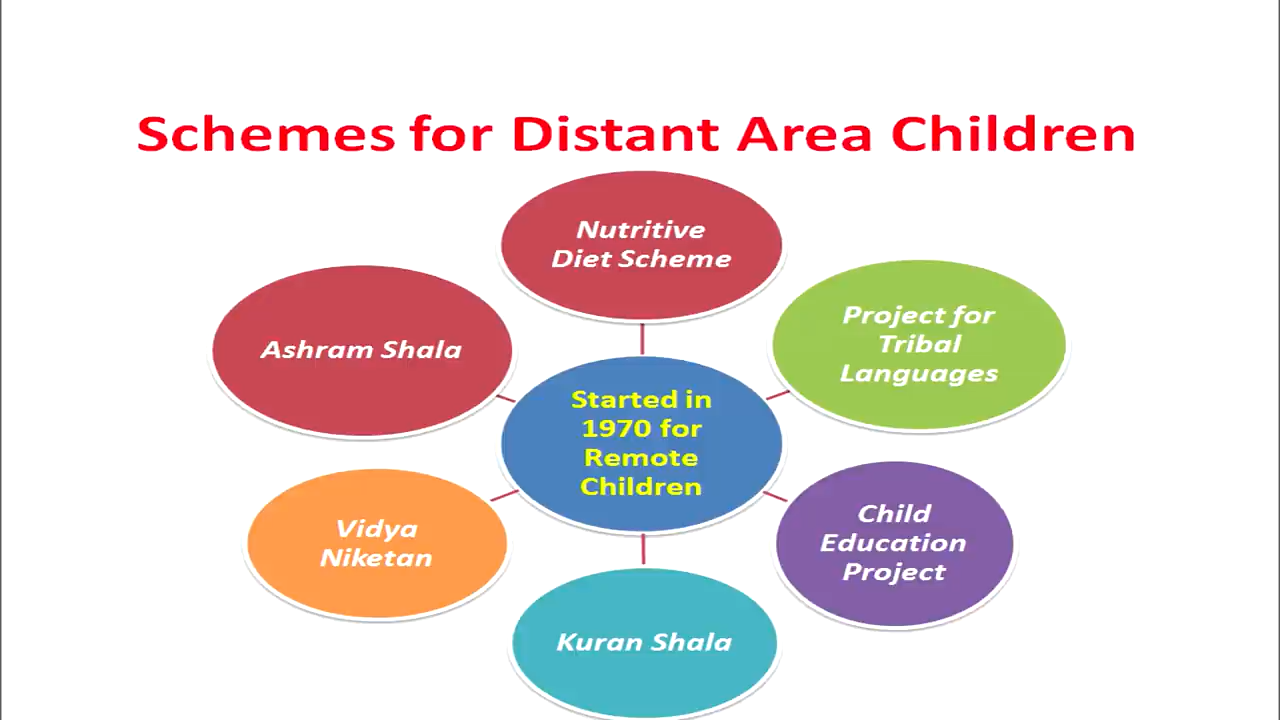 Schemes for Distant Area Children
Nutritive
Diet Scheme
Project for
Tribal
Languages
Child
Education
Project
Kuran Shala
Vidya
Niketan
Ashram Shala
Started in
1970 for
Remote
Children